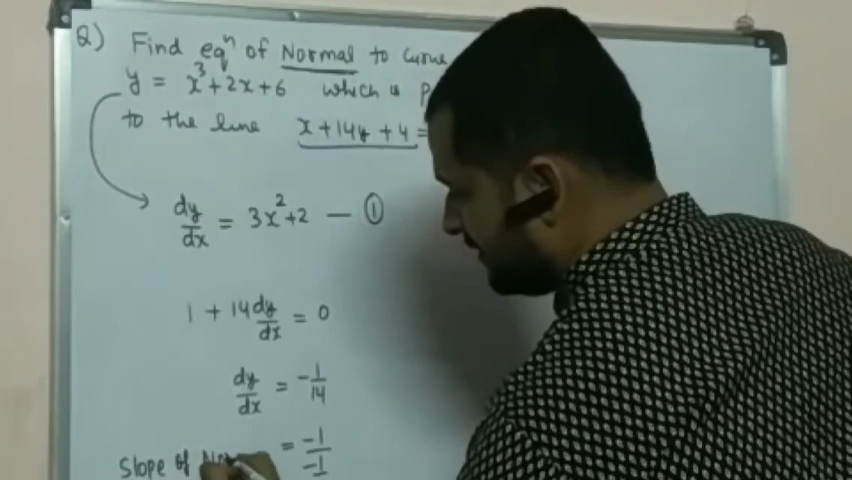 Q) Find eqⁿ of Normal to curve
y = x³+2x+6 which is
to the line x+14y+4=
dy/dx = 3x²+2 — ①
1 + 14 dy/dx = 0
dy/dx = -1/14
Slope of = -1/-1